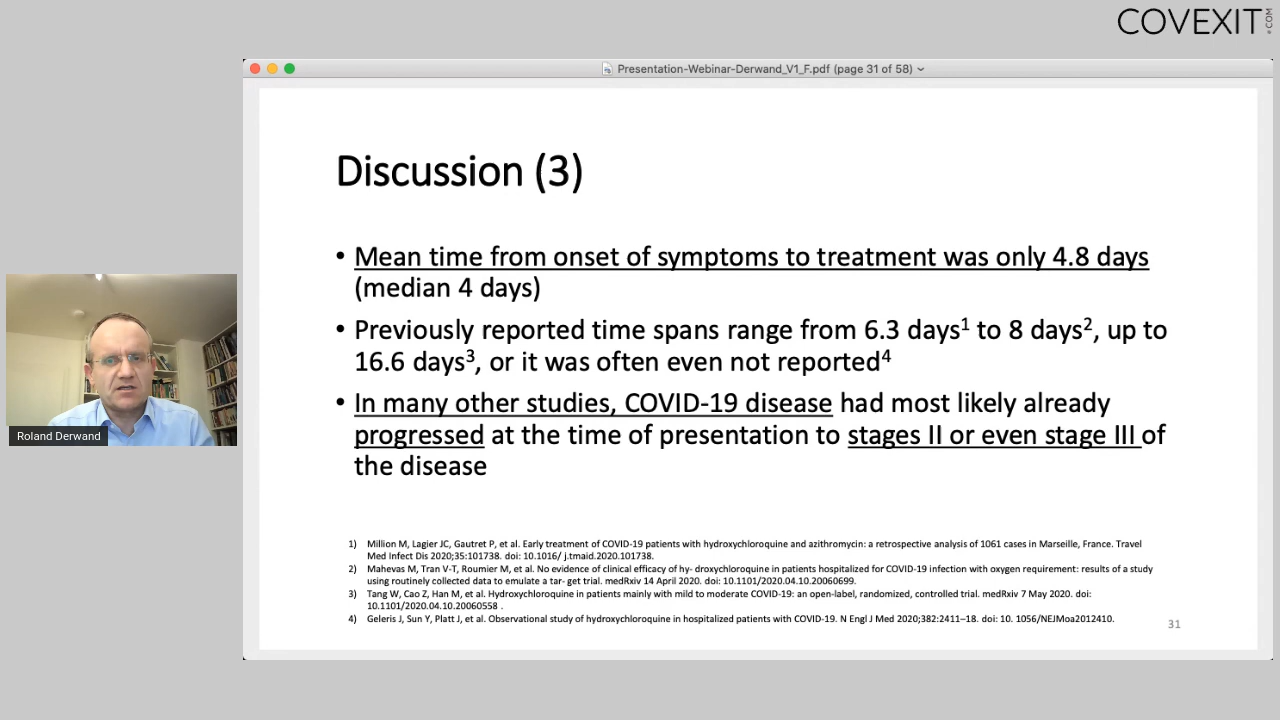 COVEXIT.COM
Presentation-Webinar-Derwand_V1_F.pdf (page 31 of 58)
Discussion (3)
• Mean time from onset of symptoms to treatment was only 4.8 days
(median 4 days)
• Previously reported time spans range from 6.3 days1 to 8 days2, up to
16.6 days3, or it was often even not reported4
• In many other studies, COVID-19 disease had most likely already
progressed at the time of presentation to stages II or even stage III of
the disease
Roland Derwand
1) Million M, Lagier JC, Gautret P, et al. Early treatment of COVID-19 patients with hydroxychloroquine and azithromycin: a retrospective analysis of 1061 cases in Marseille, France. Travel
Med Infect Dis 2020;35:101738. doi: 10.1016/ j.tmaid.2020.101738.
2) Mahevas M, Tran V-T, Roumier M, et al. No evidence of clinical efficacy of hy- droxychloroquine in patients hospitalized for COVID-19 infection with oxygen requirement: results of a study
using routinely collected data to emulate a tar- get trial. medRxiv 14 April 2020. doi: 10.1101/2020.04.10.20060699.
3) Tang W, Cao Z, Han M, et al. Hydroxychloroquine in patients mainly with mild to moderate COVID-19: an open-label, randomized, controlled trial. medRxiv 7 May 2020. doi:
10.1101/2020.04.10.20060558 .
4) Geleris J, Sun Y, Platt J, et al. Observational study of hydroxychloroquine in hospitalized patients with COVID-19. N Engl J Med 2020;382:2411–18. doi: 10. 1056/NEJMoa2012410.
31